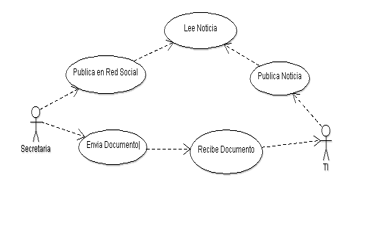 Lee Noticia
Publica en Red Social
Publica Noticia
Secretaria
Envia Documento
Recibe Documento
TI